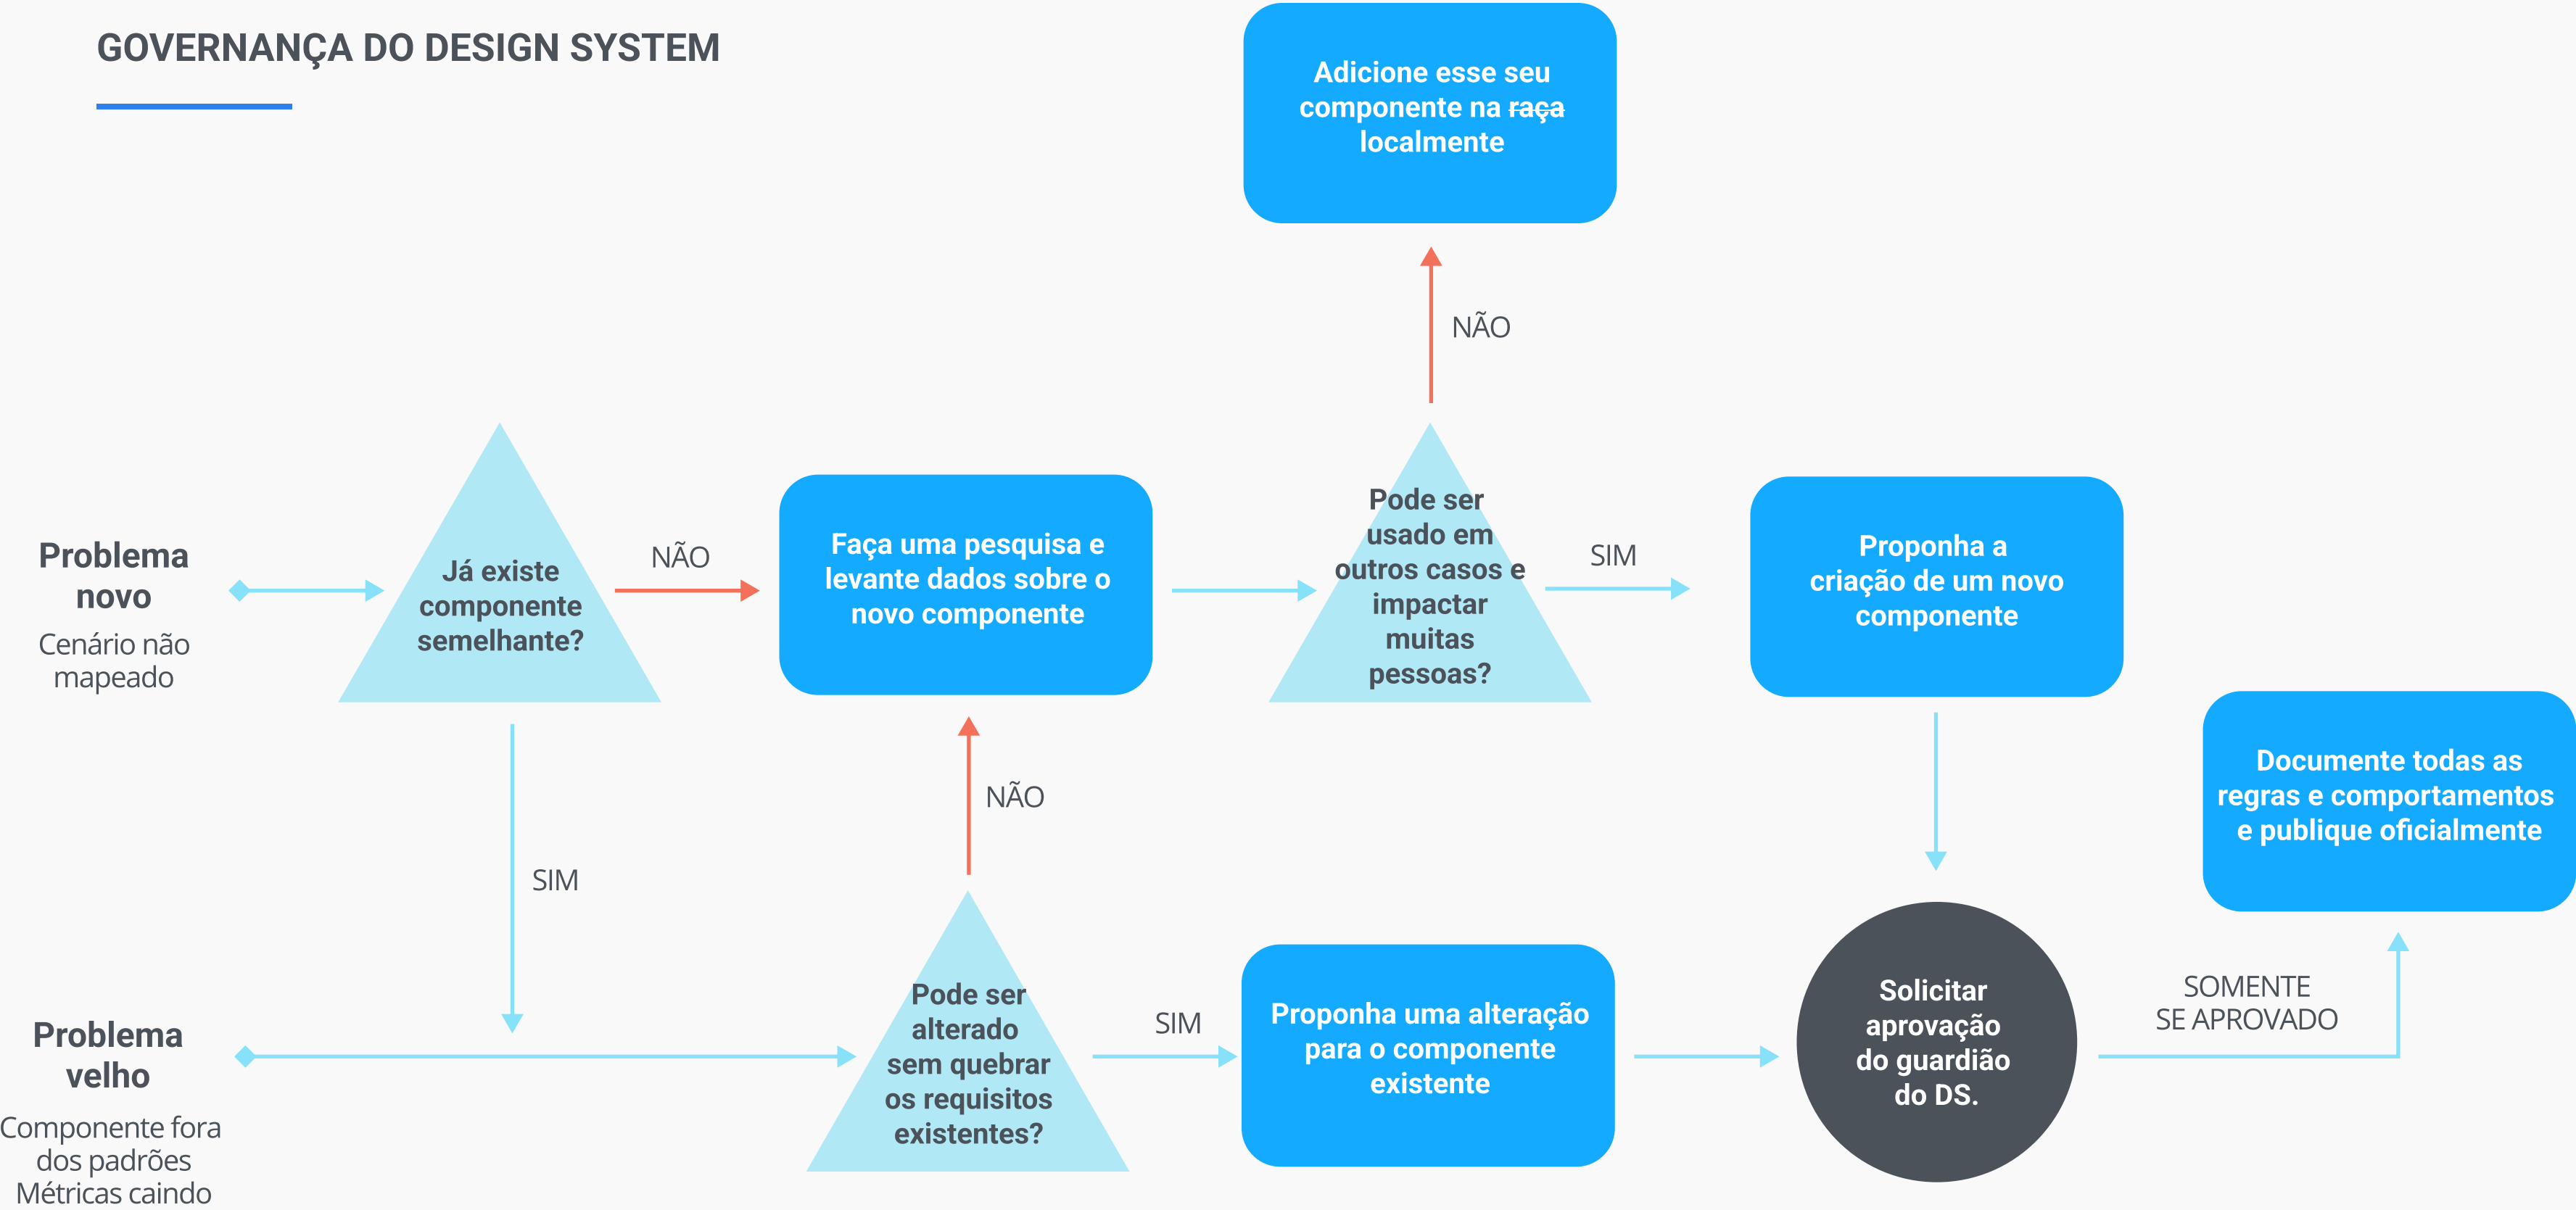 GOVERNANÇA DO DESIGN SYSTEM
Adicione esse seu
componente na raça
localmente
NÃO
Problema
novo
Cenário não
mapeado
Já existe
componente
semelhante?
NÃO
Faça uma pesquisa e
levante dados sobre o
novo componente
Pode ser
usado em
outros casos e
impactar
muitas
pessoas?
SIM
Proponha a
criação de um novo
componente
SIM
NÃO
Documente todas as
regras e comportamentos
e publique oficialmente
Problema
velho
Componente fora
dos padrões
Métricas caindo
Pode ser
alterado
sem quebrar
os requisitos
existentes?
SIM
Proponha uma alteração
para o componente
existente
Solicitar
aprovação
do guardião
do DS.
SOMENTE
SE APROVADO